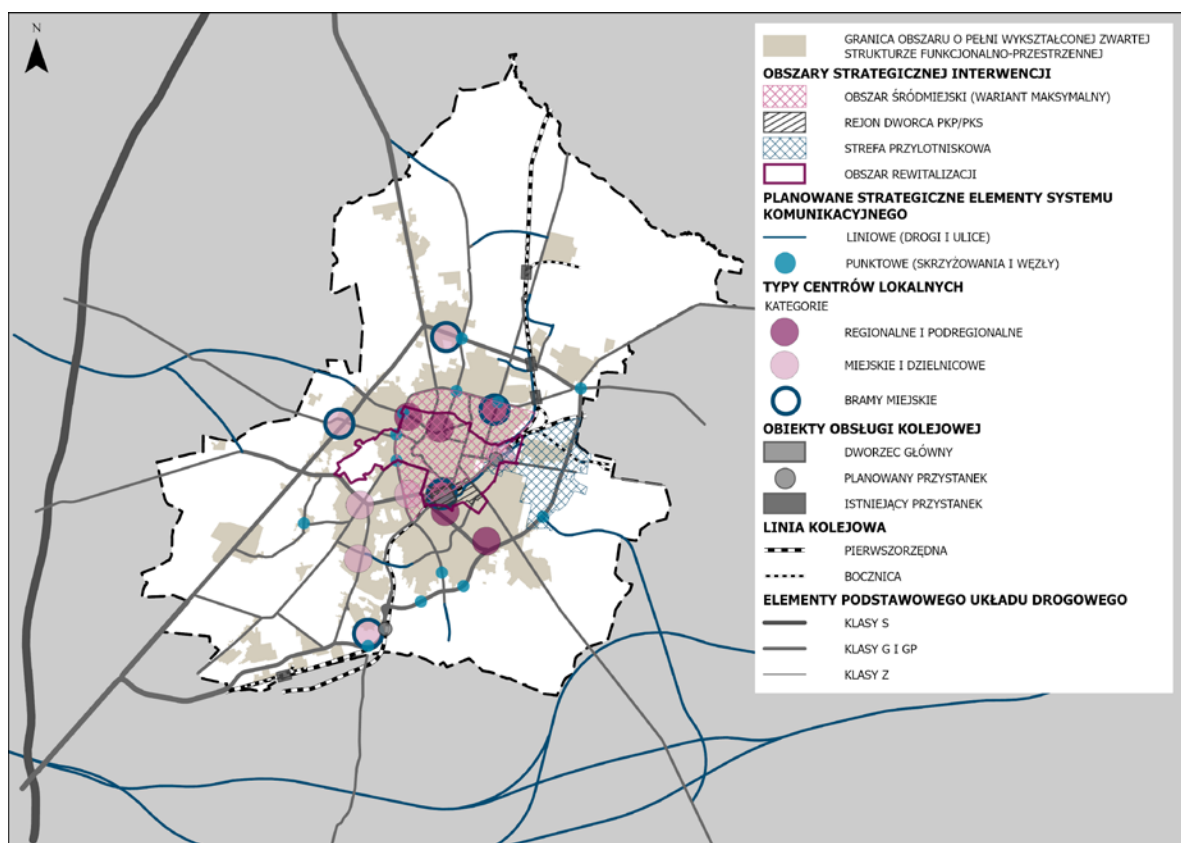 N
GRANICA OBSZARU O PEŁNI WYKSZTAŁCONEJ ZWARTEJ
STRUKTURZE FUNKCJONALNO-PRZESTRZENNEJ
OBSZARY STRATEGICZNEJ INTERWENCJI
OBSZAR ŚRÓDMIEJSKI (WARIANT MAKSYMALNY)
REJON DWORCA PKP/PKS
STREFA PRZYLOTNISKOWA
OBSZAR REWITALIZACJI
PLANOWANE STRATEGICZNE ELEMENTY SYSTEMU
KOMUNIKACYJNEGO
LINIOWE (DROGI I ULICE)
PUNKTOWE (SKRZYŻOWANIA I WĘZŁY)
TYPY CENTRÓW LOKALNYCH
KATEGORIE
REGIONALNE I PODREGIONALNE
MIEJSKIE I DZIELNICOWE
BRAMY MIEJSKIE
OBIEKTY OBSŁUGI KOLEJOWEJ
DWORZEC GŁÓWNY
PLANOWANY PRZYSTANEK
ISTNIEJĄCY PRZYSTANEK
LINIA KOLEJOWA
PIERWSZORZĘDNA
BOCZNICA
ELEMENTY PODSTAWOWEGO UKŁADU DROGOWEGO
KLASY S
KLASY G I GP
KLASY Z